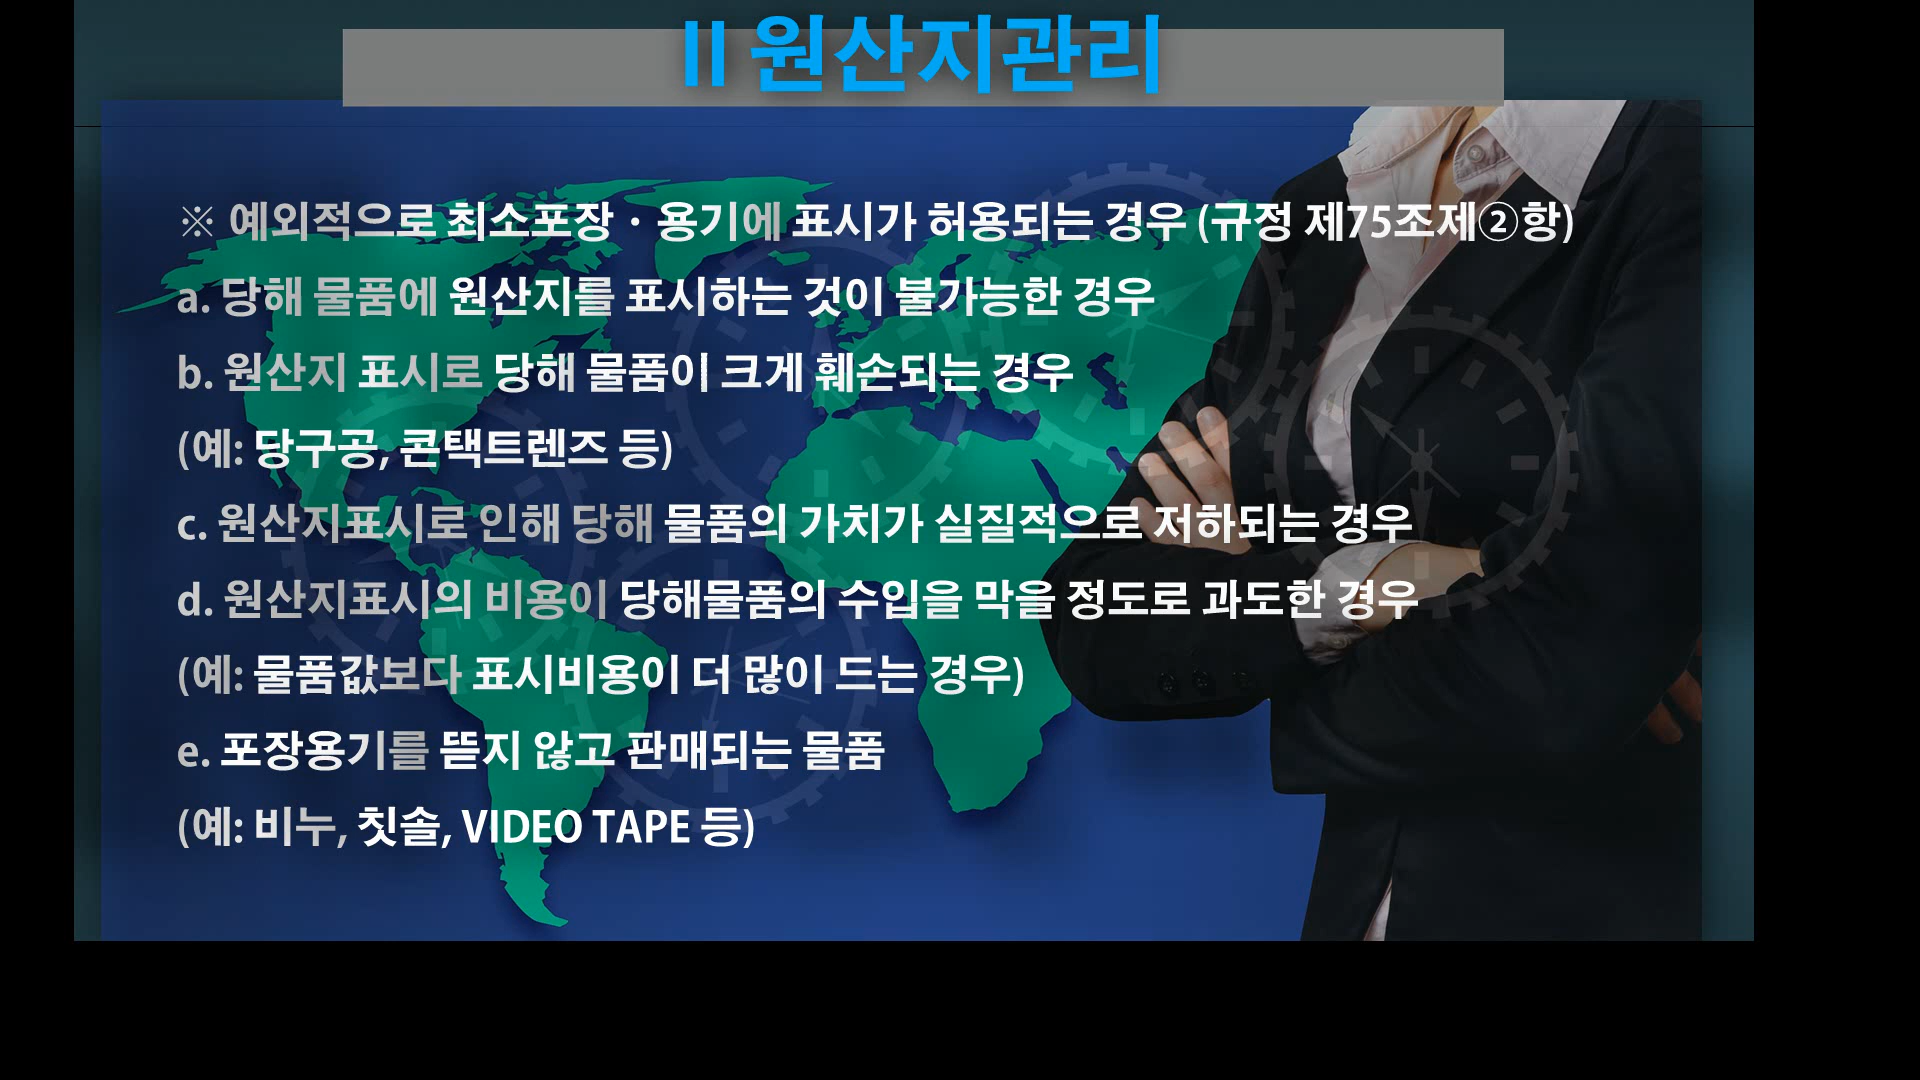 II 원산지관리
※ 예외적으로 최소포장 · 용기에 표시가 허용되는 경우 (규정 제75조제②항)
a. 당해 물품에 원산지를 표시하는 것이 불가능한 경우
b. 원산지 표시로 당해 물품이 크게 훼손되는 경우
(예: 당구공, 콘택트렌즈 등)
c. 원산지표시로 인해 당해 물품의 가치가 실질적으로 저하되는 경우
d. 원산지표시의 비용이 당해물품의 수입을 막을 정도로 과도한 경우
(예: 물품값보다 표시비용이 더 많이 드는 경우)
e. 포장용기를 뜯지 않고 판매되는 물품
(예: 비누, 칫솔, VIDEO TAPE 등)